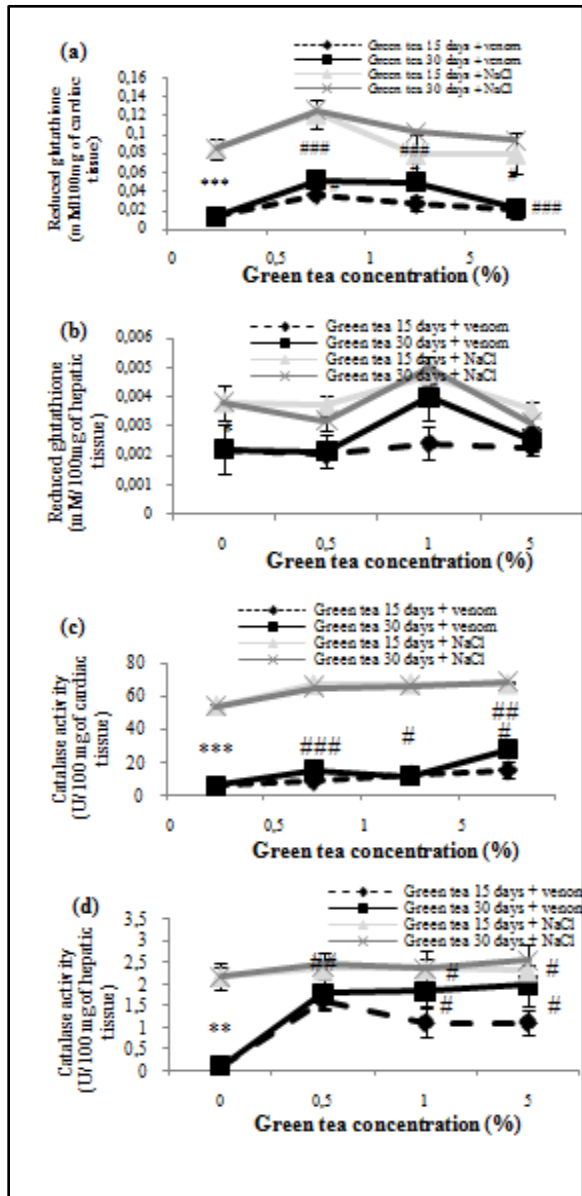 (a)
Green tea 15 days + venom
Green tea 30 days + venom
Green tea 15 days + NaCl
Green tea 30 days + NaCl
Reduced glutathione
(mM/100mg of cardiac
tissue)
0,16
0,14
0,12
0,1
0,08
0,06
0,04
0,02
0
***
###
###
#
###
0 0,5 1 5
Green tea concentration (%)
(b)
Green tea 15 days + venom
Green tea 30 days + venom
Green tea 15 days + NaCl
Green tea 30 days + NaCl
Reduced glutathione
(mM/100mg of hepatic
tissue)
0,006
0,005
0,004
0,003
0,002
0,001
0
*
0 0,5 1 5
Green tea concentration (%)
(c)
Green tea 15 days + venom
Green tea 30 days + venom
Green tea 15 days + NaCl
Green tea 30 days + NaCl
Catalase activity
(U/100 mg of cardiac
tissue)
80
60
40
20
0
***
###
#
##
#
0 0,5 1 5
Green tea concentration (%)
(d)
Green tea 15 days + venom
Green tea 30 days + venom
Green tea 15 days + NaCl
Green tea 30 days + NaCl
Catalase activity
(U/100 mg of hepatic
tissue)
3,5
3
2,5
2
1,5
1
0,5
0
**
##
#
#
#
#
0 0,5 1 5
Green tea concentration (%)